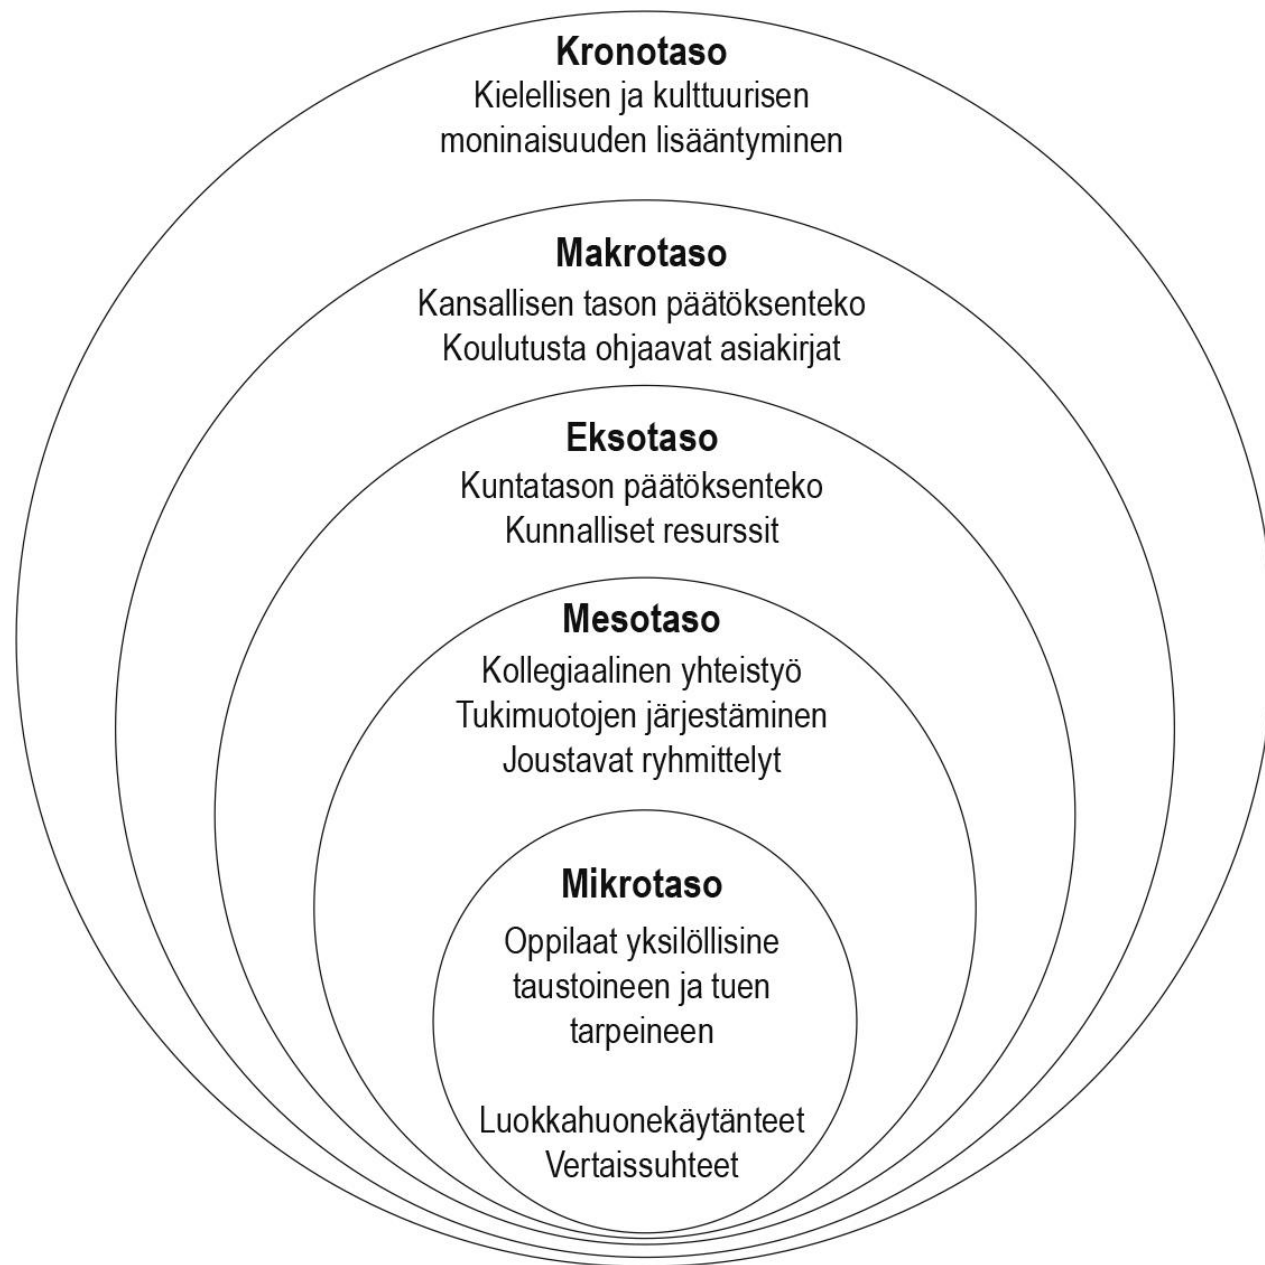 Kronotaso
Kielellisen ja kulttuurisen
moninaisuuden lisääntyminen
Makrotaso
Kansallisen tason päätöksenteko
Koulutusta ohjaavat asiakirjat
Eksotaso
Kuntatason päätöksenteko
Kunnalliset resurssit
Mesotaso
Kollegiaalinen yhteistyö
Tukimuotojen järjestäminen
Joustavat ryhmittelyt
Mikrotaso
Oppilaat yksilöllisine
taustoineen ja tuen
tarpeineen
Luokkahuonekäytänteet
Vertaissuhteet